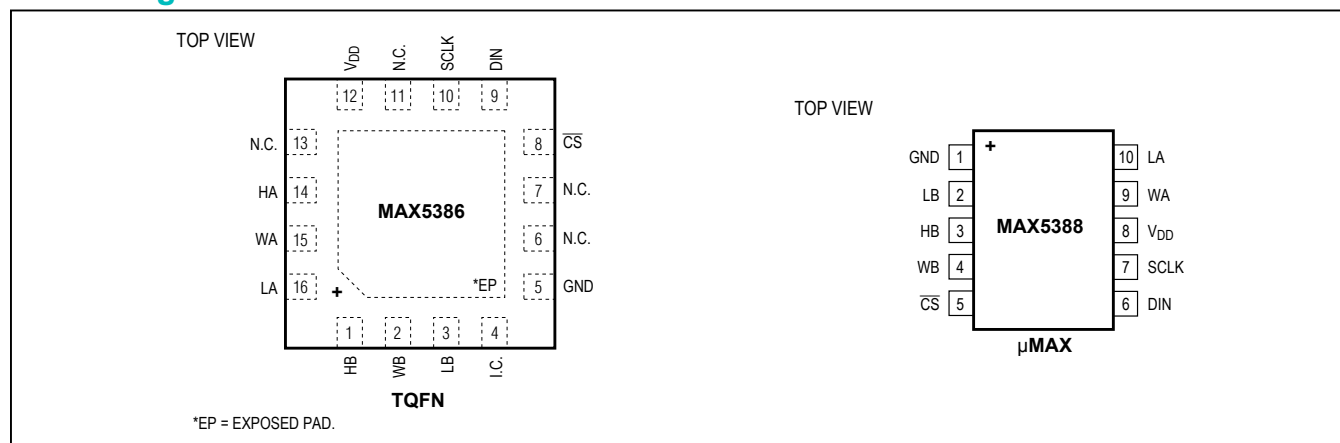 TOP VIEW
VDD
N.C.
SCLK
DIN
12
11
10
9
N.C. 13
HA 14
WA 15
LA 16
8 CS
7 N.C.
6 N.C.
5 GND
MAX5386
*EP
+
1
2
3
4
HB
WB
LB
I.C.
TQFN
*EP = EXPOSED PAD.
TOP VIEW
+
GND 1
LB 2
HB 3
WB 4
CS 5
MAX5388
10 LA
9 WA
8 VDD
7 SCLK
6 DIN
µMAX